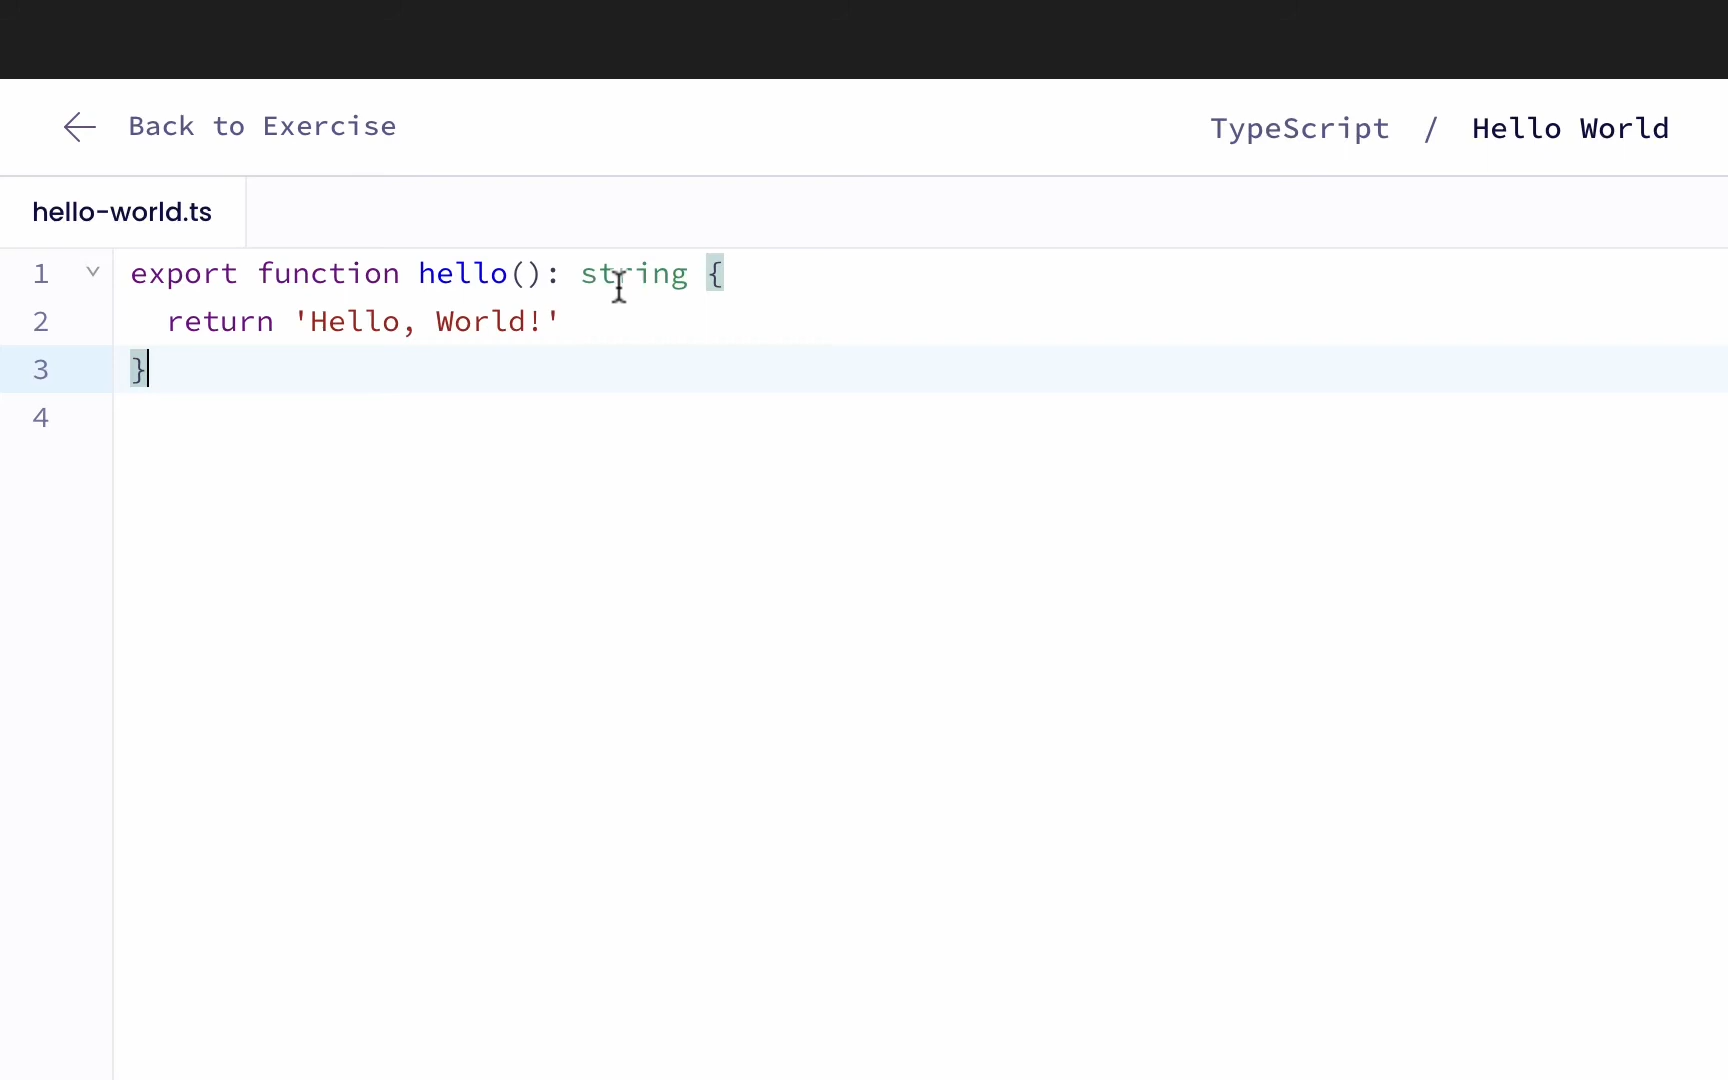 Back to Exercise
TypeScript / Hello World
hello-world.ts
1 export function hello(): string {
2   return 'Hello, World!'
3 }
4